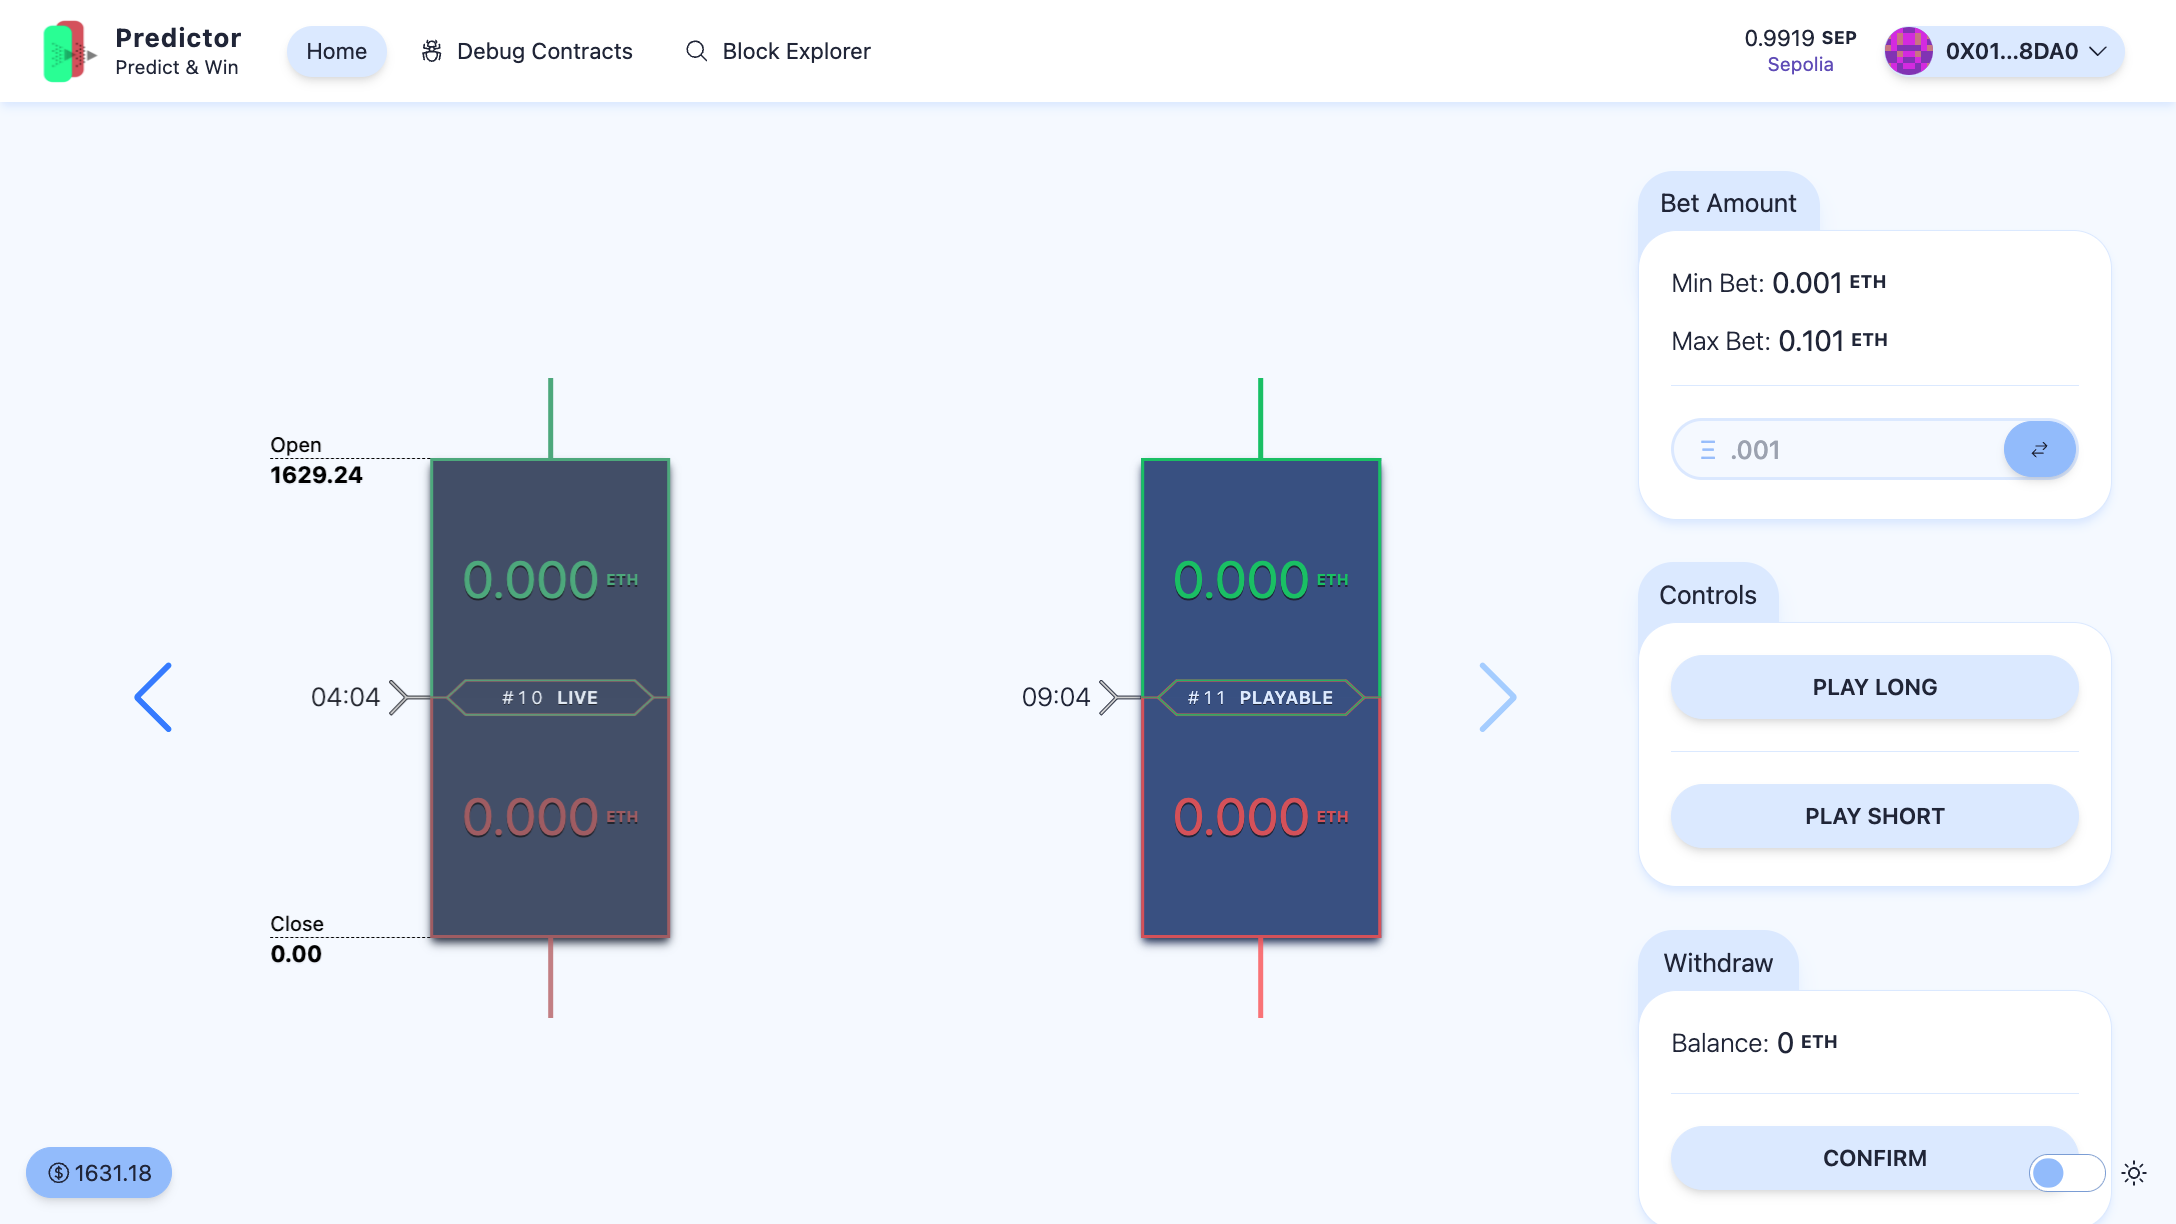 Predictor
Predict & Win
Home
Debug Contracts
Block Explorer
0.9919 SEP
Sepolia
0X01...8DA0
Open
1629.24
0.000 ETH
04:04
#10 LIVE
0.000 ETH
Close
0.00
0.000 ETH
09:04
#11 PLAYABLE
0.000 ETH
Bet Amount
Min Bet: 0.001 ETH
Max Bet: 0.101 ETH
Ξ .001
Controls
PLAY LONG
PLAY SHORT
Withdraw
Balance: 0 ETH
CONFIRM
$ 1631.18